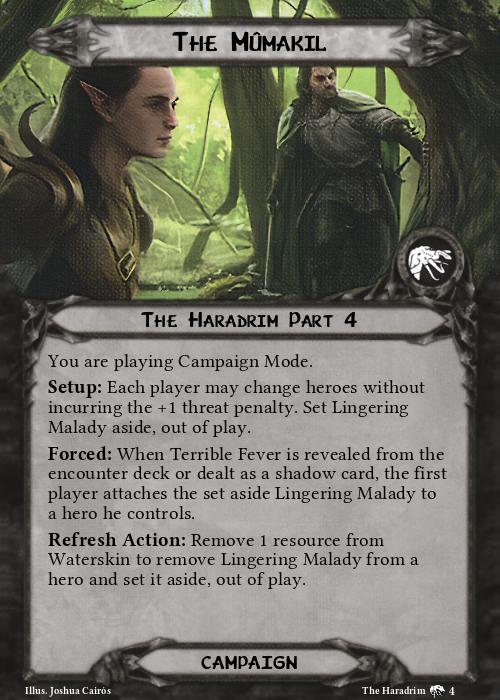 The Mûmakil
The Haradrim Part 4
You are playing Campaign Mode.
Setup: Each player may change heroes without
incurring the +1 threat penalty. Set Lingering
Malady aside, out of play.
Forced: When Terrible Fever is revealed from the
encounter deck or dealt as a shadow card, the first
player attaches the set aside Lingering Malady to
a hero he controls.
Refresh Action: Remove 1 resource from
Waterskin to remove Lingering Malady from a
hero and set it aside, out of play.
CAMPAIGN
Illus. Joshua Cairós
The Haradrim 4